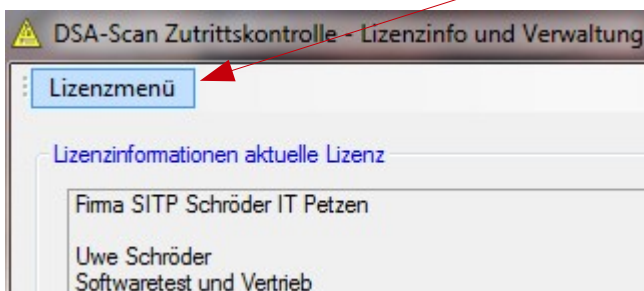 DSA-Scan Zutrittskontrolle - Lizenzinfo und Verwaltung
Lizenzmenü
Lizenzinformationen aktuelle Lizenz
Firma SITP Schröder IT Petzen
Uwe Schröder
Softwaretest und Vertrieb